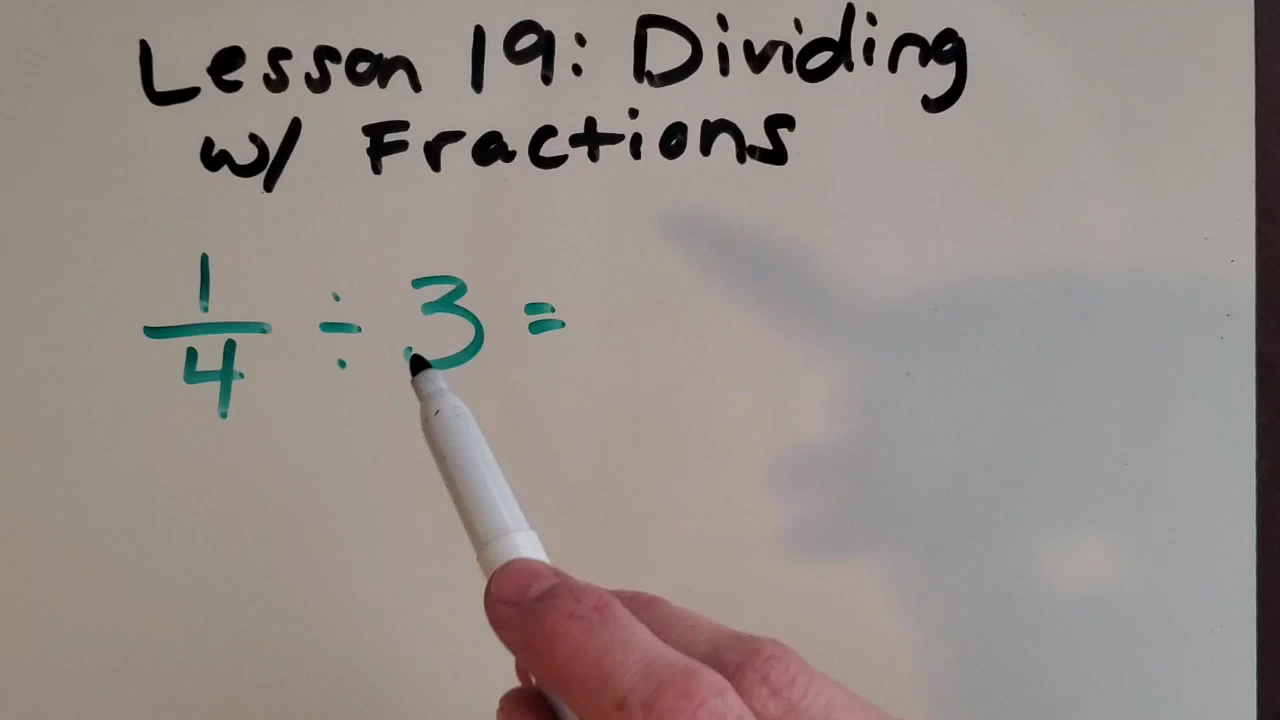 Lesson 19: Dividing
w/ Fractions
1/4 ÷ 3 =